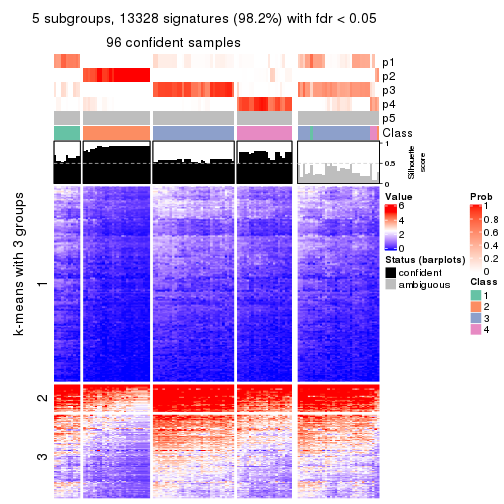 5 subgroups, 13328 signatures (98.2%) with fdr < 0.05
96 confident samples
p1
p2
p3
p4
p5
Class
1
0.5
0
Silhouette
score
k-means with 3 groups
1
2
3
Value
6
4
2
0
Status (barplots)
confident
ambiguous
Prob
1
0.8
0.6
0.4
0.2
0
Class
1
2
3
4